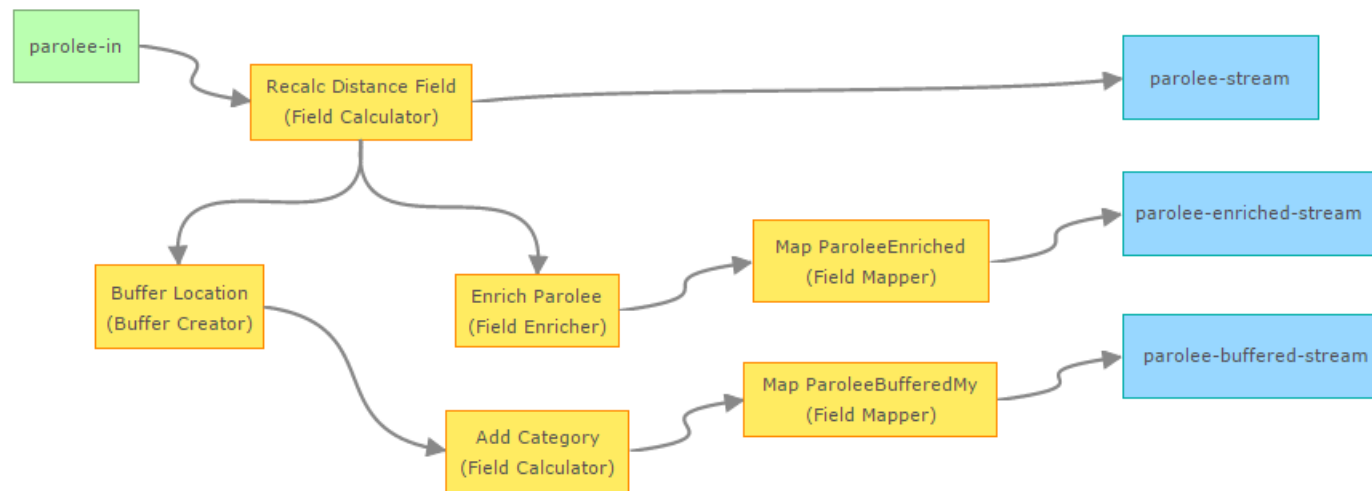 parolee-in
Recalc Distance Field
(Field Calculator)
parolee-stream
parolee-enriched-stream
Map ParoleeEnriched
(Field Mapper)
Buffer Location
(Buffer Creator)
Enrich Parolee
(Field Enricher)
parolee-buffered-stream
Map ParoleeBufferedMy
(Field Mapper)
Add Category
(Field Calculator)